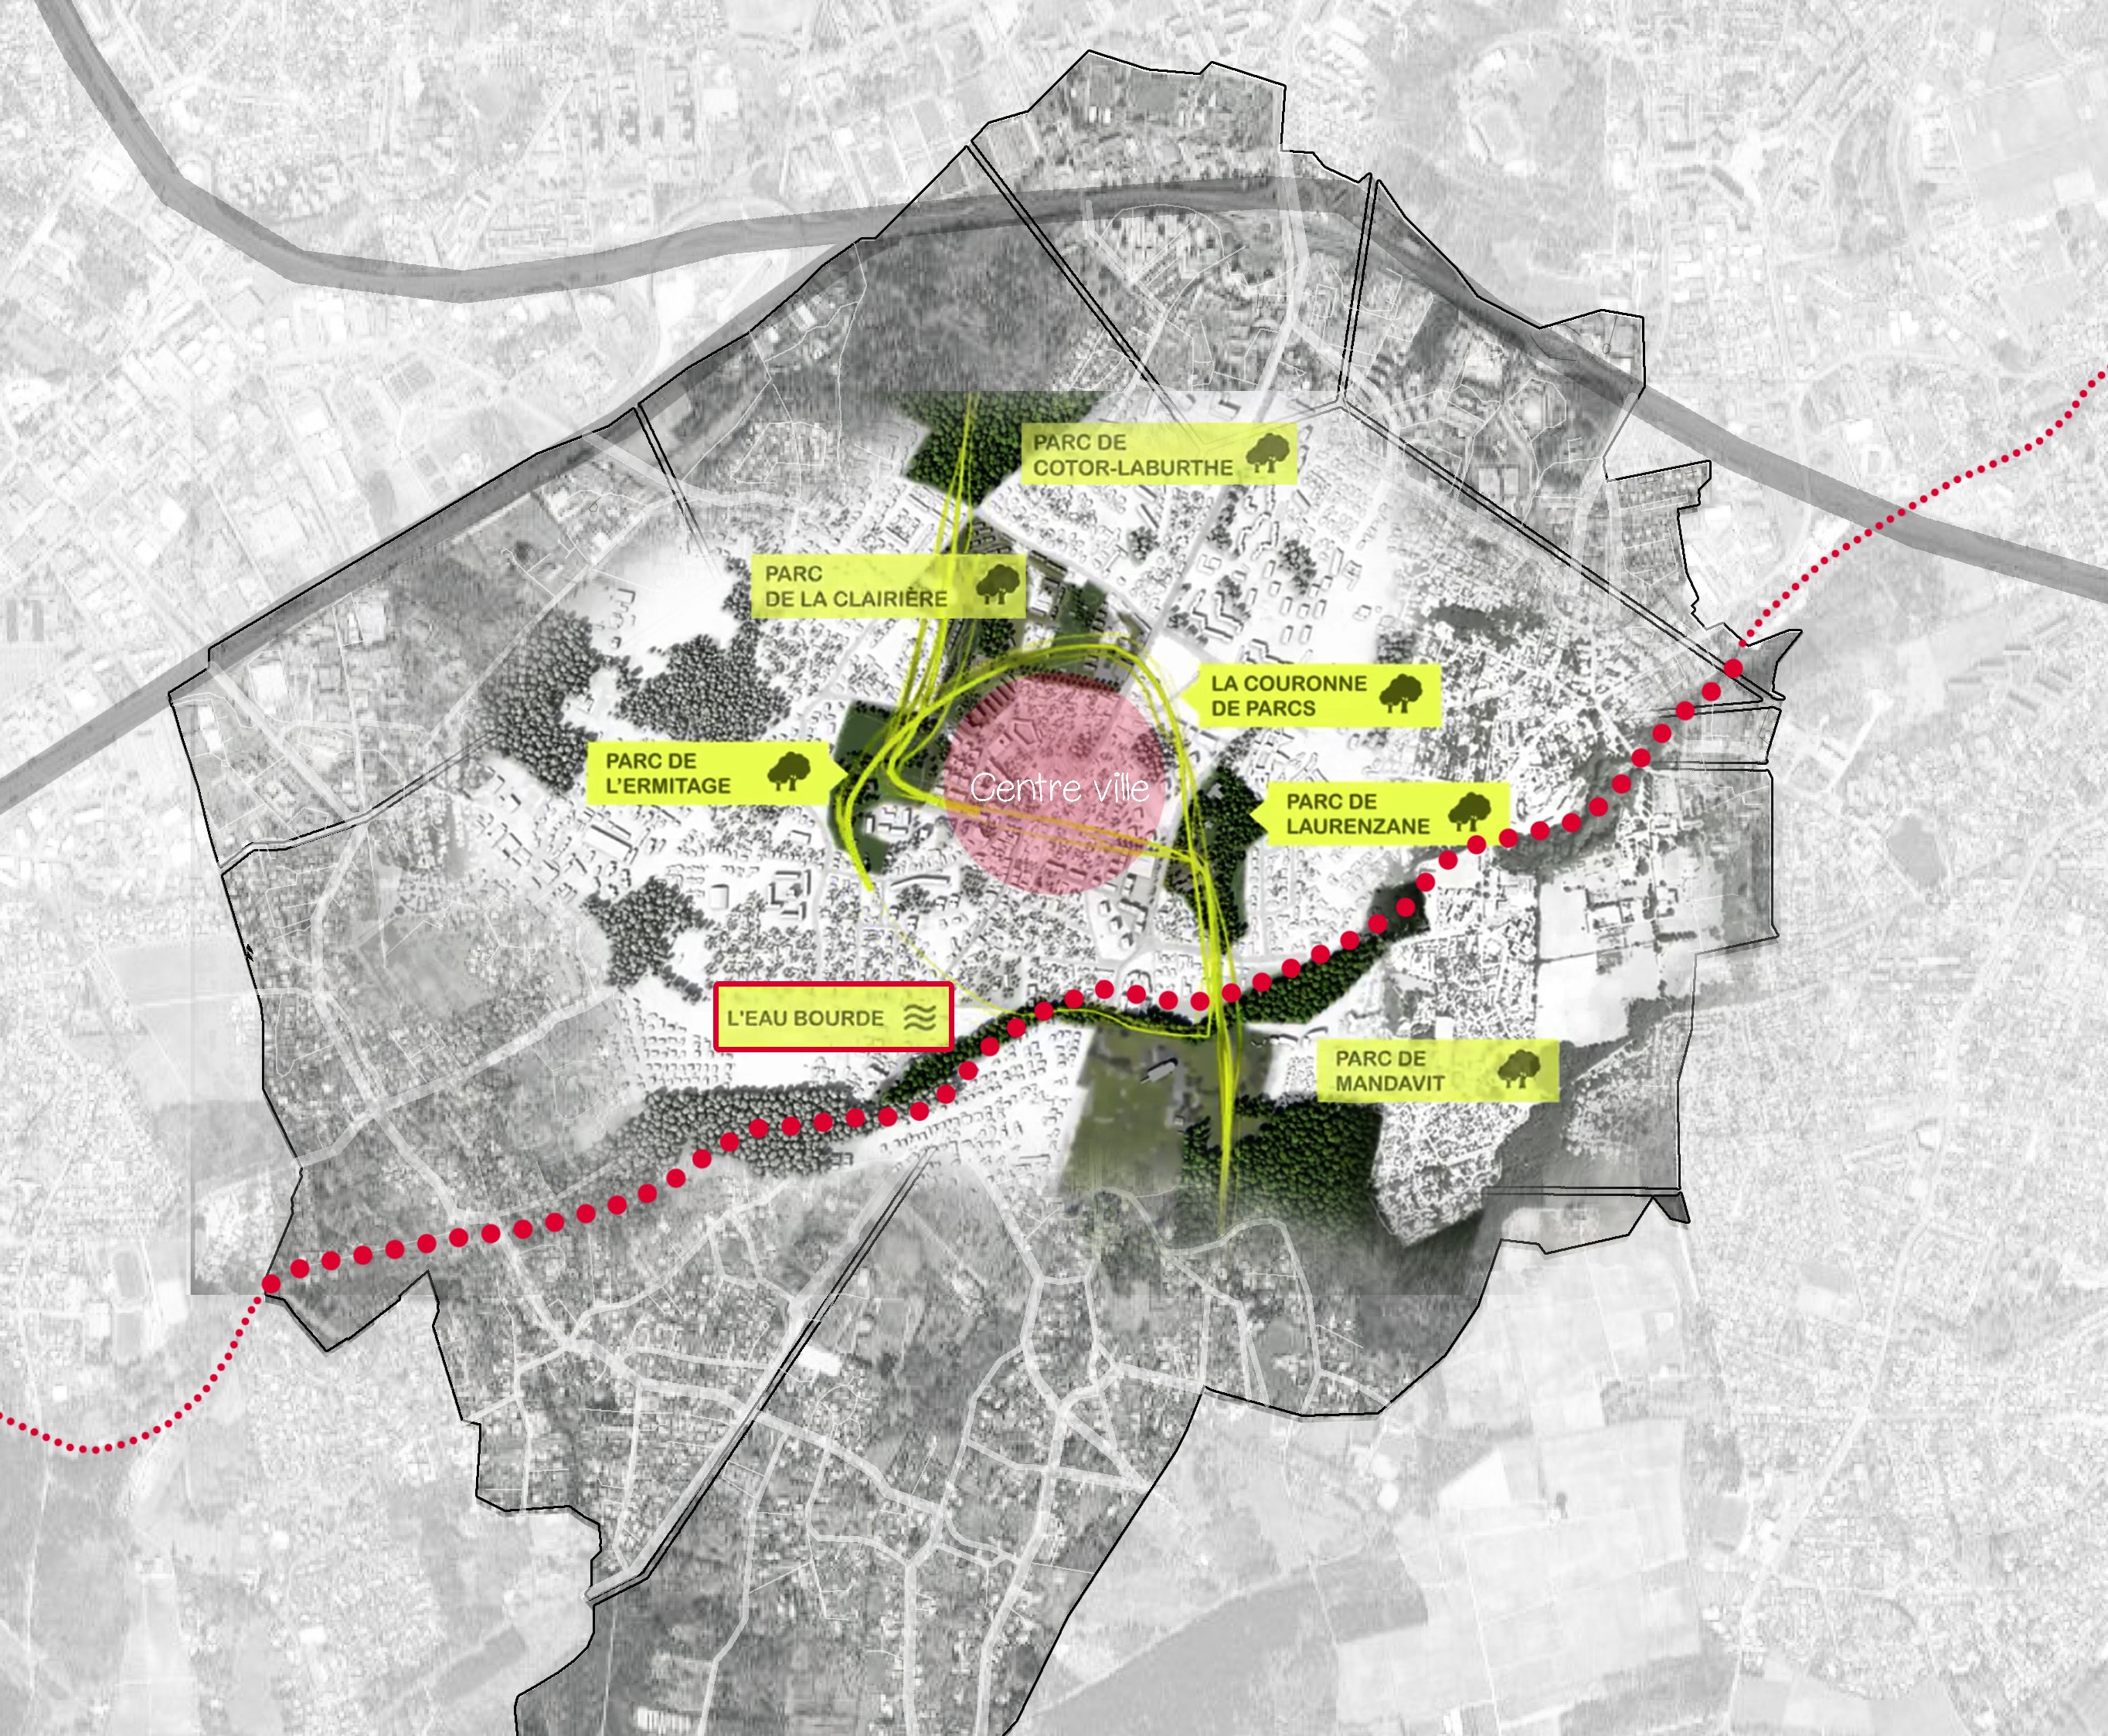 PARC DE
COTOR-LABURTHE
PARC
DE LA CLAIRIÈRE
LA COURONNE
DE PARCS
PARC DE
L'ERMITAGE
Centre ville
PARC DE
LAURENZANE
L'EAU BOURDE
PARC DE
MANDAVIT